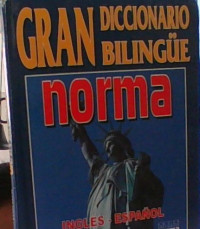 GRAN DICCIONARIO
BILINGÜE
norma
INGLES ESPAÑOL